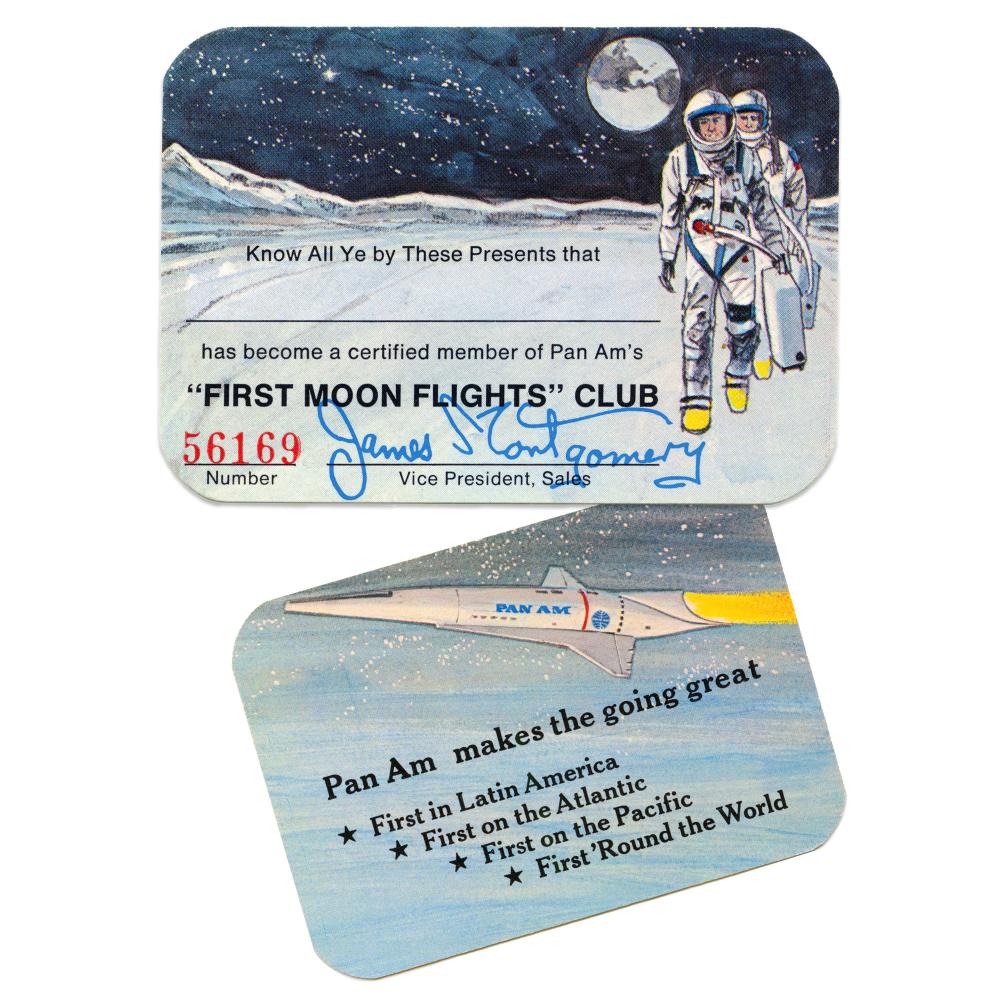 Know All Ye by These Presents that
has become a certified member of Pan Am's
“FIRST MOON FLIGHTS” CLUB
56169 James Montgomery
Number Vice President, Sales
PAN AM
Pan Am makes the going great
★ First in Latin America
★ First on the Atlantic
★ First on the Pacific
★ First 'Round the World